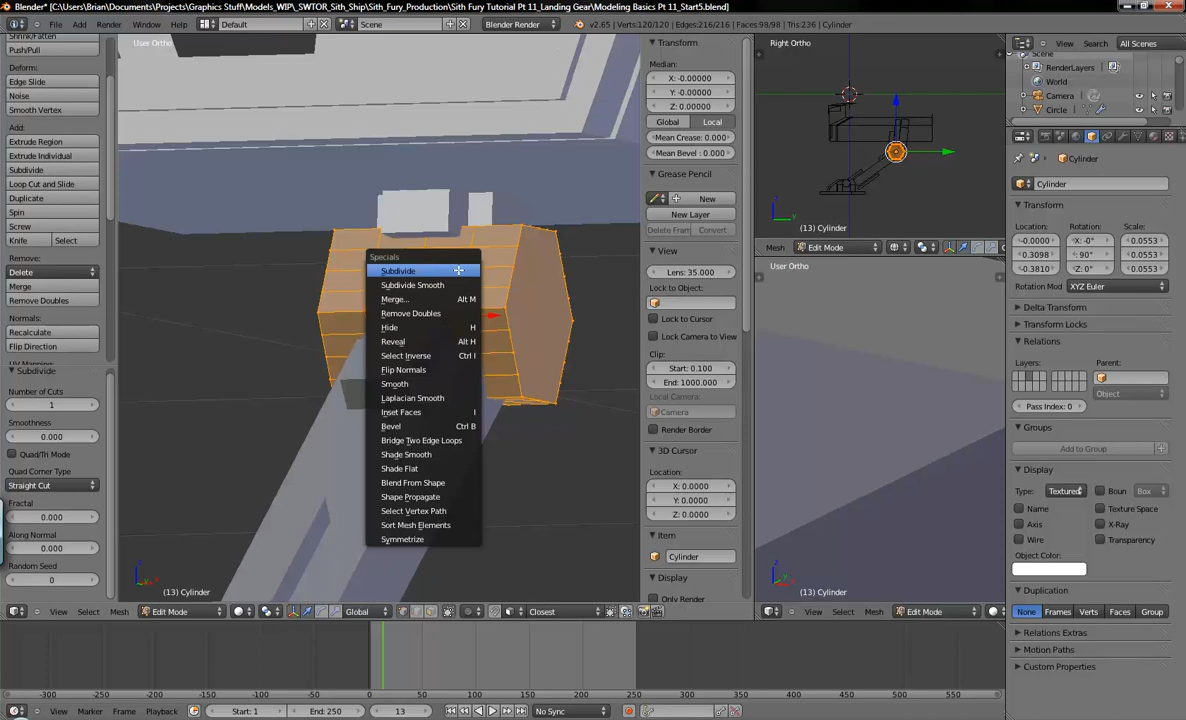 Blender* [C:\Users\Brian\Documents\Projects\Graphics Stuff\Models_WIP\_SWTOR_Sith_Ship\Sith_Fury_Production\Sith Fury Tutorial Pt 11_Landing Gear\Modeling Basics Pt 11_Start5.blend]
File Add Render Window Help Default Scene Blender Render v2.65 | Verts:120/120 | Edges:216/216 | Faces:98/98 | Tris:236 | Cylinder
Shrink/Fatten
Push/Pull
Deform:
Edge Slide
Noise
Smooth Vertex
Add:
Extrude Region
Extrude Individual
Subdivide
Loop Cut and Slide
Duplicate
Spin
Screw
Knife Select
Remove:
Delete
Merge
Remove Doubles
Normals:
Recalculate
Flip Direction
Subdivide
Number of Cuts
1
Smoothness
0.000
Quad/Tri Mode
Quad Corner Type
Straight Cut
Fractal
0.000
Along Normal
0.000
Random Seed
0
User Ortho
Specials
Subdivide
Subdivide Smooth
Merge... Alt M
Remove Doubles
Hide H
Reveal Alt H
Select Inverse Ctrl I
Flip Normals
Smooth
Laplacian Smooth
Inset Faces I
Bevel Ctrl B
Bridge Two Edge Loops
Shade Smooth
Shade Flat
Blend From Shape
Shape Propagate
Select Vertex Path
Sort Mesh Elements
Symmetrize
(13) Cylinder
View Select Mesh Edit Mode Global Closest
Transform
Median:
X: -0.00000
Y: -0.00000
Z: 0.00000
Global Local
Mean Crease: 0.000
Mean Bevel : 0.000
Grease Pencil
New
New Layer
Delete Fram Convert
View
Lens: 35.000
Lock to Object:
Lock to Cursor
Lock Camera to View
Clip:
Start: 0.100
End: 1000.000
Local Camera:
Camera
Render Border
3D Cursor
Location:
X: 0.0000
Y: 0.0000
Z: 0.0000
Item
Cylinder
Display
Only Render
Right Ortho
(13) Cylinder
Mesh Edit Mode
User Ortho
(13) Cylinder
View Select Mesh Edit Mode
View Search All Scenes
Scene
RenderLayers
World
Camera
Circle
Cylinder
Cylinder
Transform
Location: Rotation: Scale:
-0.0000 X: -0° 0.0553
0.3098 : 90° 0.0553
-0.3810 Z: 0° 0.0553
Rotation Mod XYZ Euler
Delta Transform
Relations
Layers: Parent:
Object
Pass Index: 0
Groups
Add to Group
Display
Type: Textured Boun Box
Name Texture Space
Axis X-Ray
Wire Transparency
Object Color:
Duplication
None Frames Verts Faces Group
Relations Extras
Motion Paths
Custom Properties
-300 -250 -200 -150 -100 -50 0 50 100 150 200 250 300 350 400 450 500 550
View Marker Frame Playback Start: 1 End: 250 13 No Sync